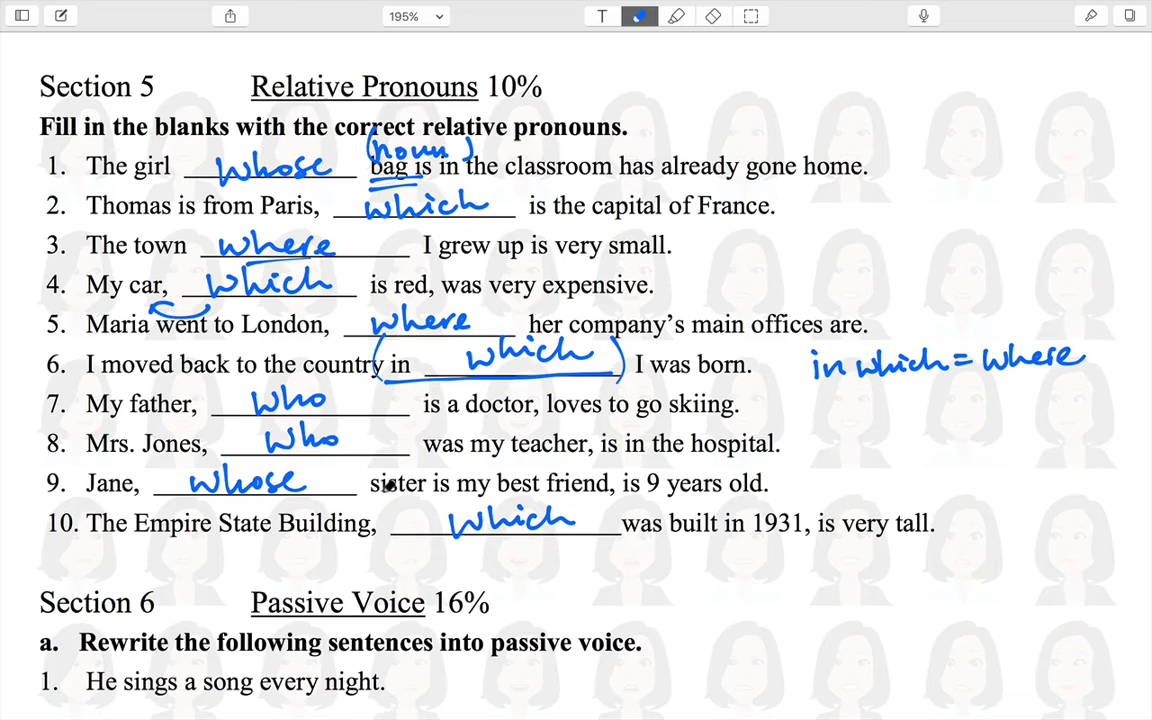 195%
T
Section 5 Relative Pronouns 10%
Fill in the blanks with the correct relative pronouns.
(noun)
1. The girl whose bag is in the classroom has already gone home.
2. Thomas is from Paris, which is the capital of France.
3. The town where I grew up is very small.
4. My car, which is red, was very expensive.
5. Maria went to London, where her company's main offices are.
6. I moved back to the country (in which) I was born. in which = where
7. My father, who is a doctor, loves to go skiing.
8. Mrs. Jones, who was my teacher, is in the hospital.
9. Jane, whose sister is my best friend, is 9 years old.
10. The Empire State Building, which was built in 1931, is very tall.
Section 6 Passive Voice 16%
a. Rewrite the following sentences into passive voice.
1. He sings a song every night.